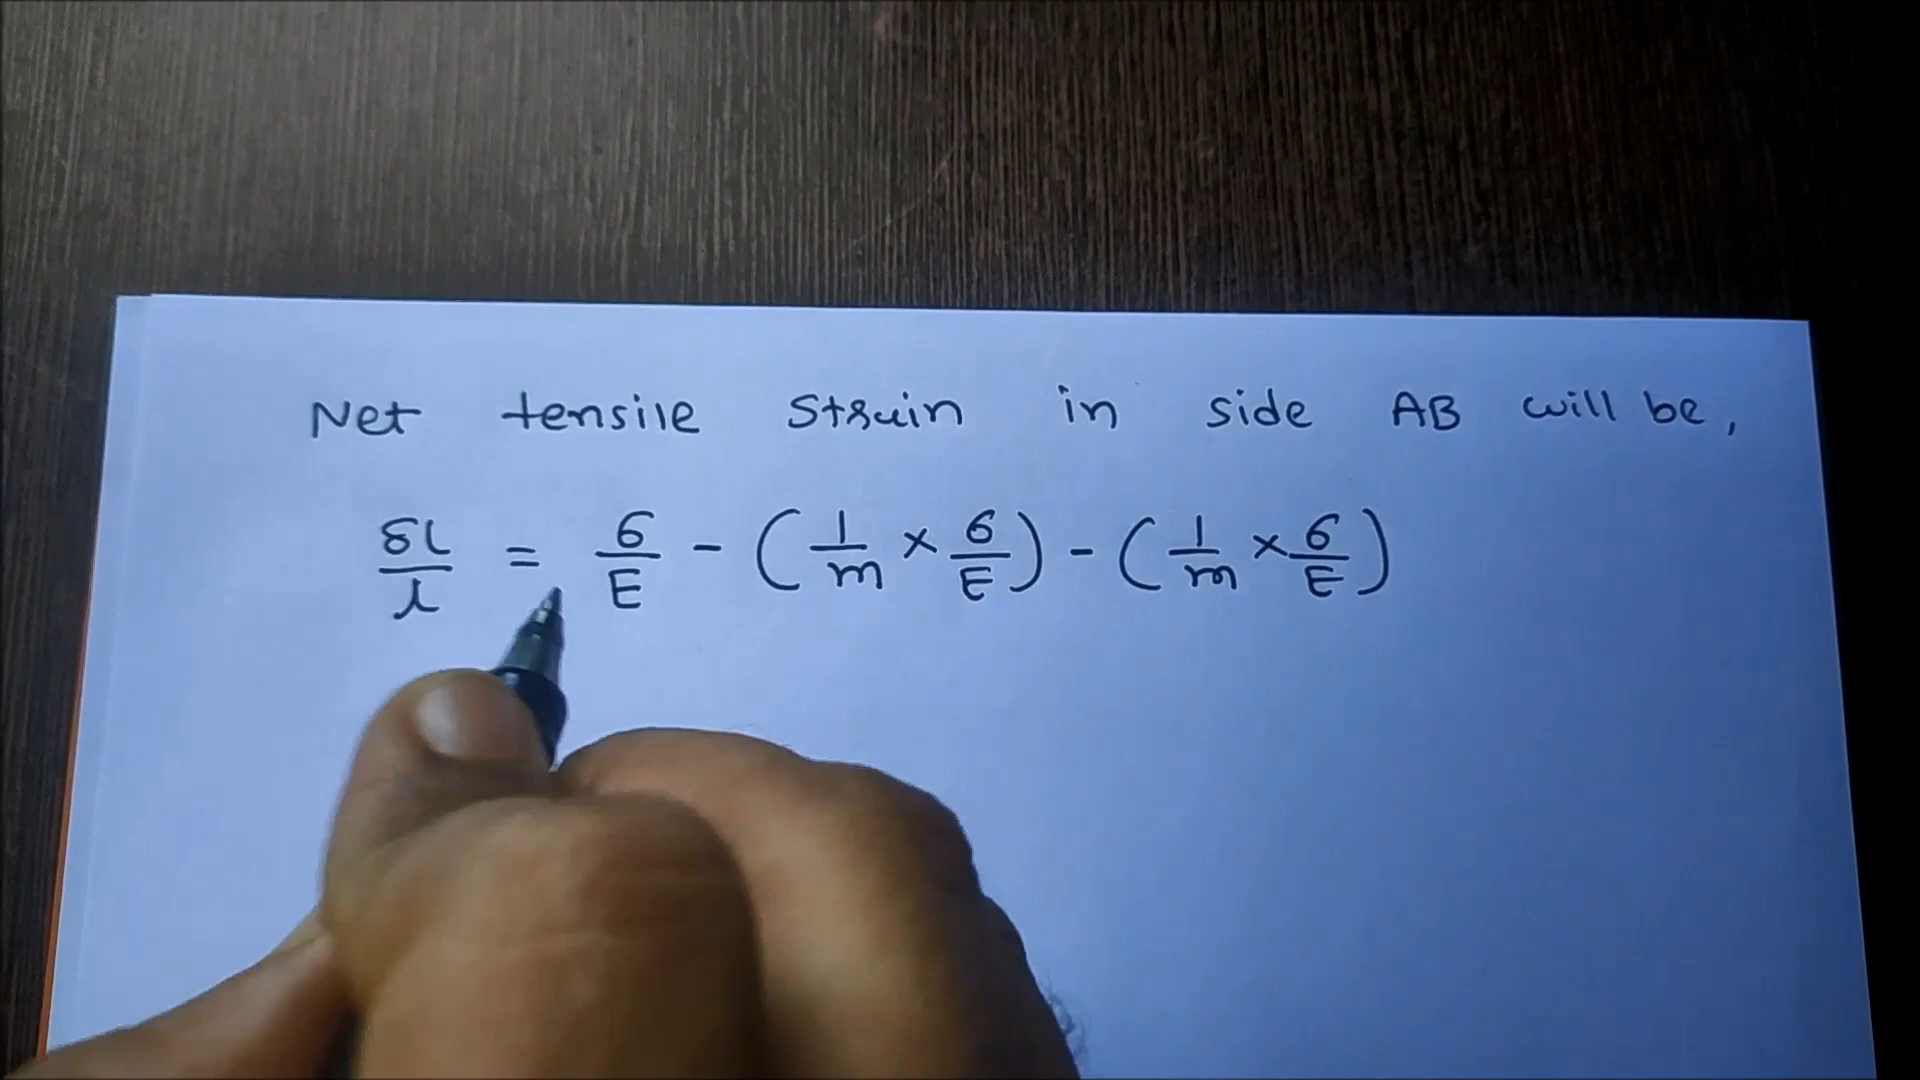 Net tensile strain in side AB will be,
δl/l = σ/E - (1/m × σ/E) - (1/m × σ/E)